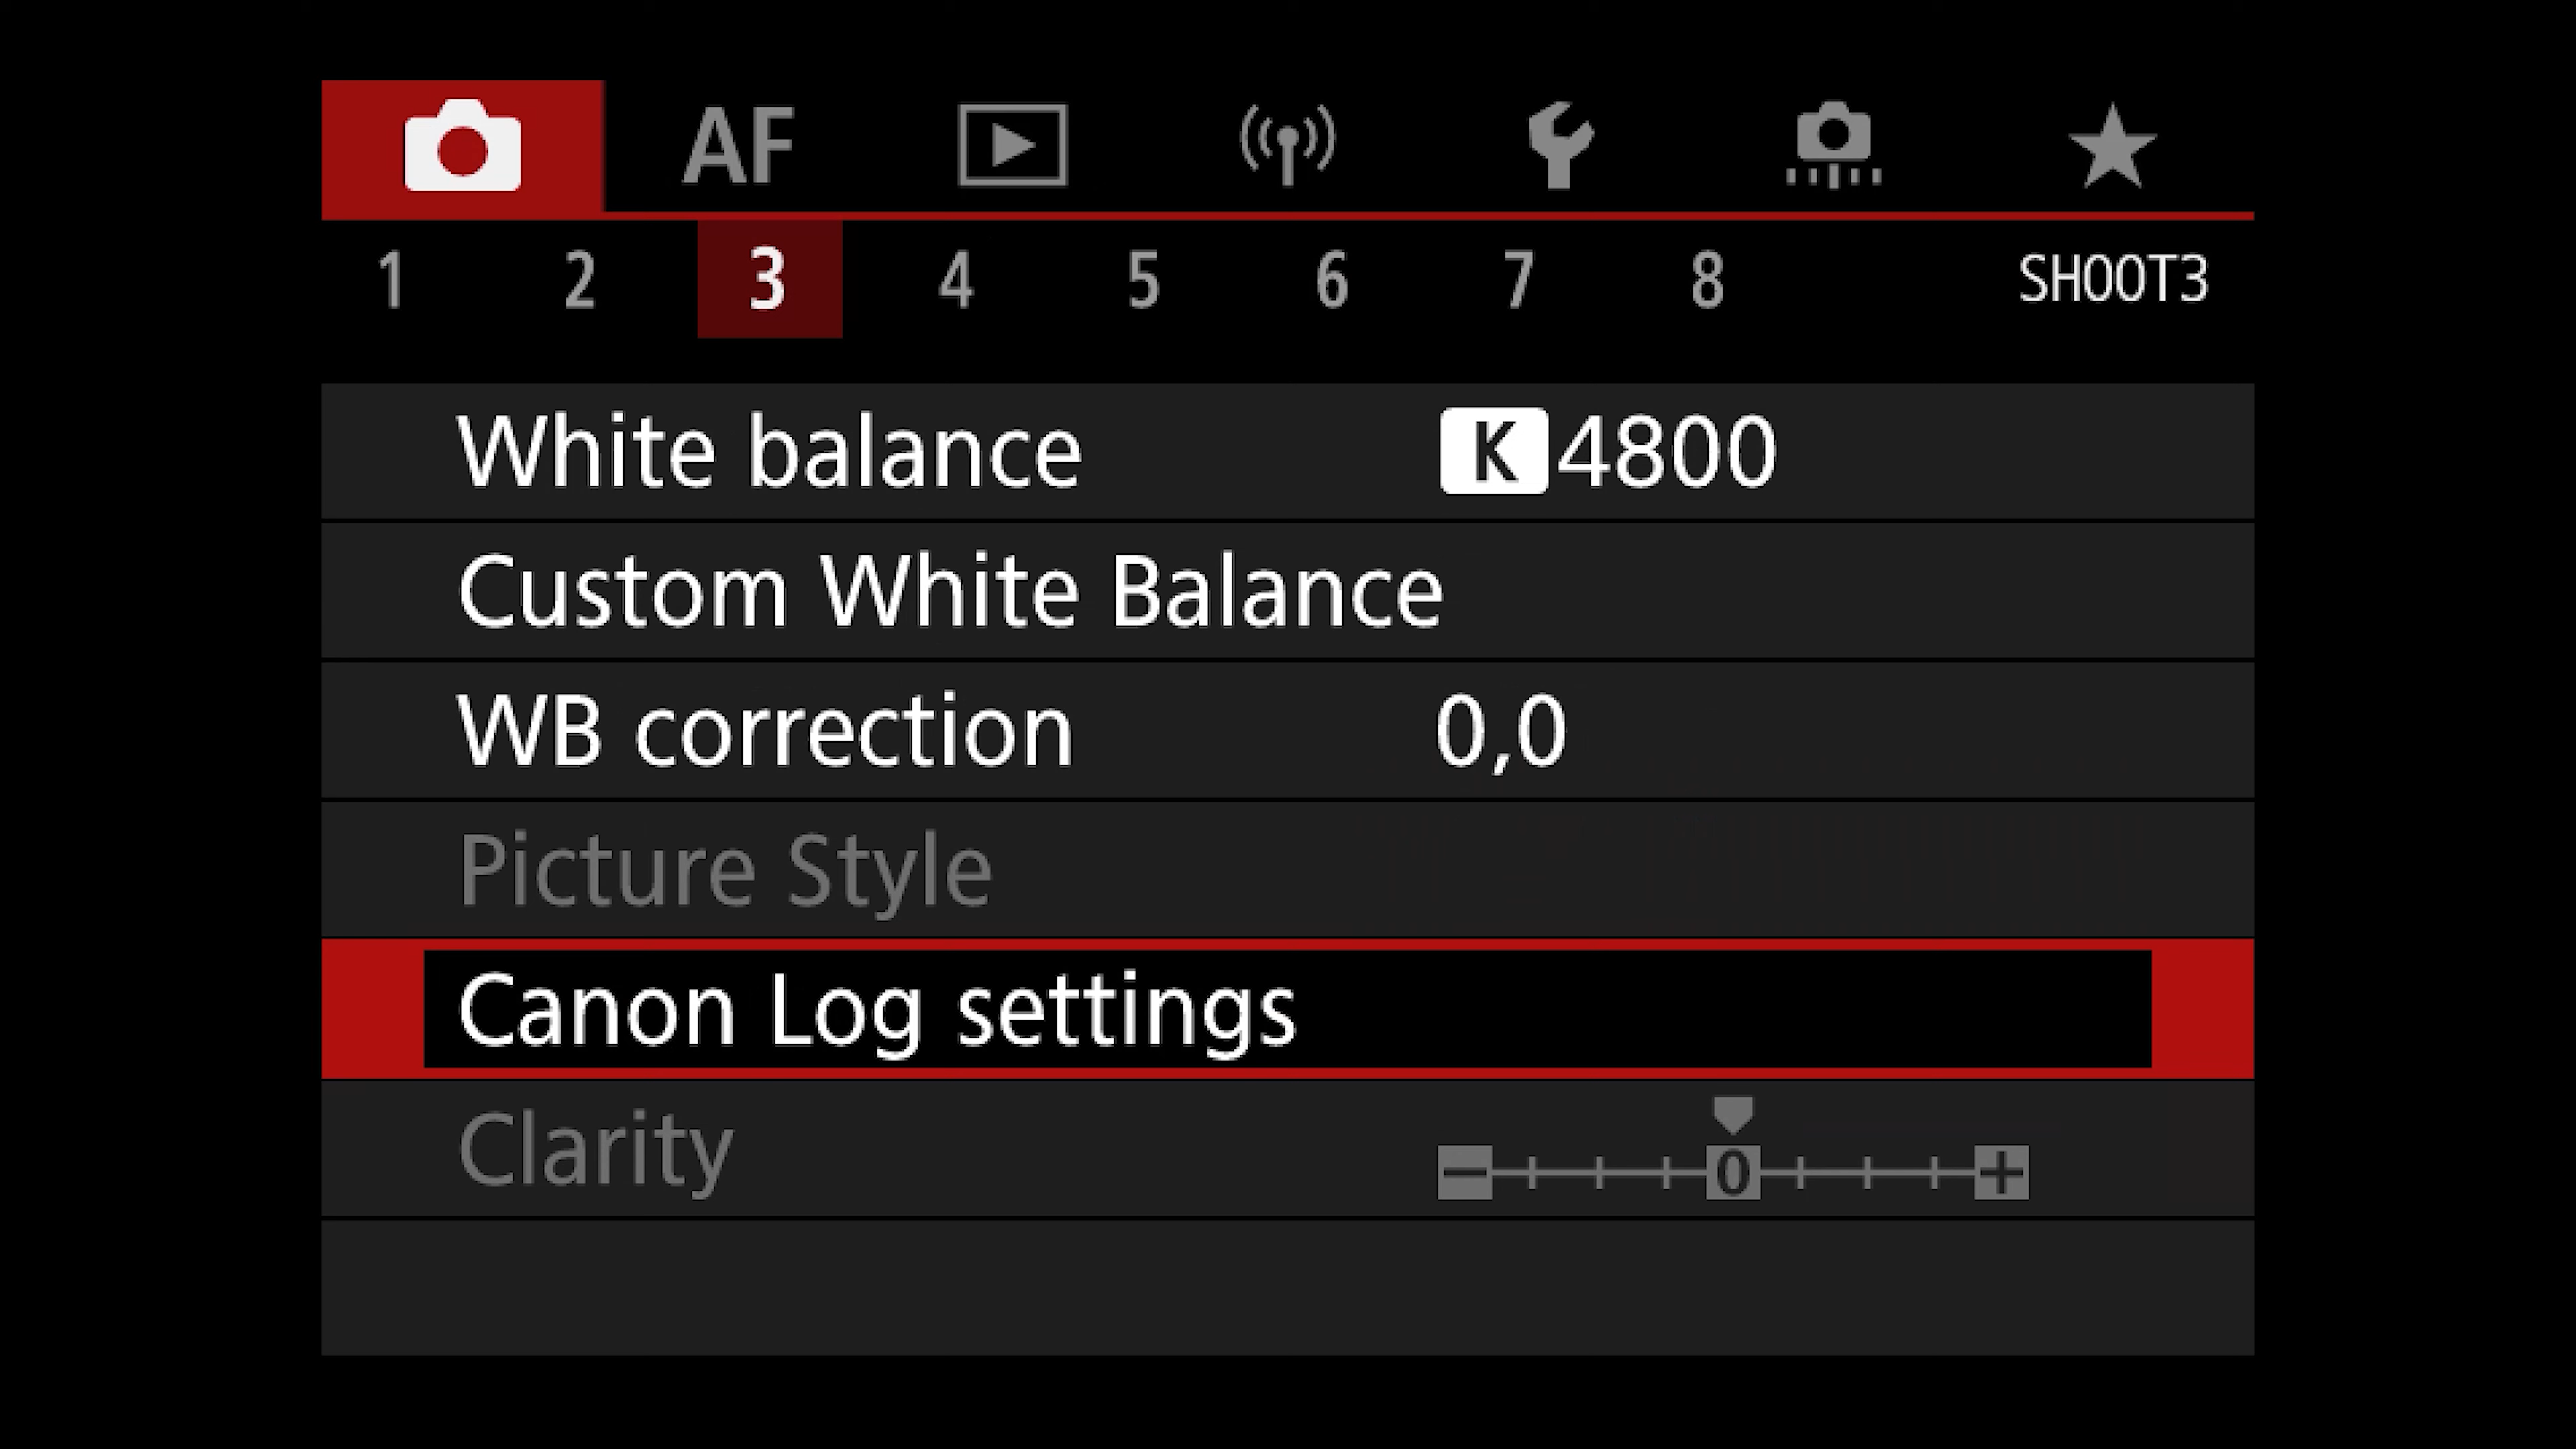 AF
1 2 3 4 5 6 7 8 SHOOT3
White balance K 4800
Custom White Balance
WB correction 0,0
Picture Style
Canon Log settings
Clarity - 0 +